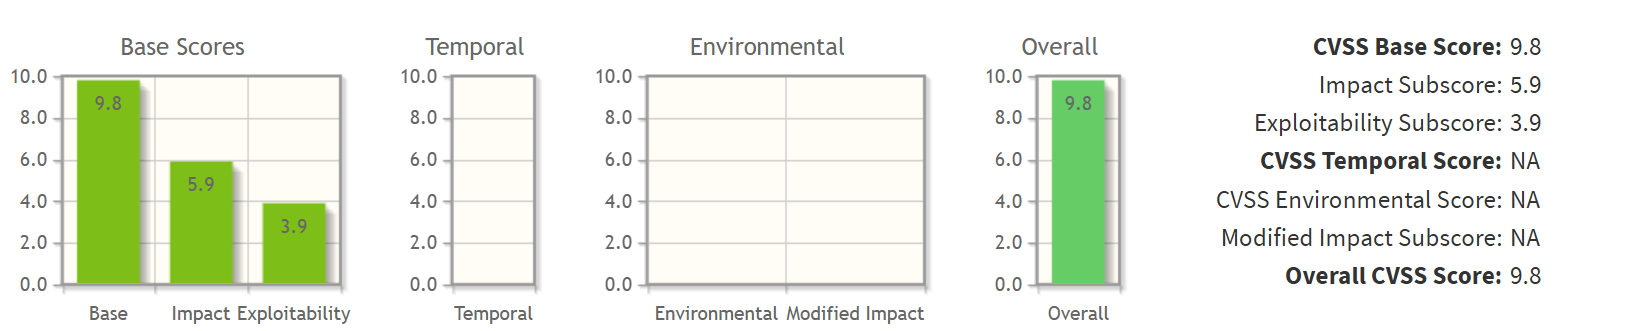 Base Scores
10.0
8.0
6.0
4.0
2.0
0.0
9.8
5.9
3.9
Base Impact Exploitability
Temporal
10.0
8.0
6.0
4.0
2.0
0.0
Temporal
Environmental
10.0
8.0
6.0
4.0
2.0
0.0
Environmental Modified Impact
Overall
10.0
8.0
6.0
4.0
2.0
0.0
9.8
Overall
CVSS Base Score: 9.8
Impact Subscore: 5.9
Exploitability Subscore: 3.9
CVSS Temporal Score: NA
CVSS Environmental Score: NA
Modified Impact Subscore: NA
Overall CVSS Score: 9.8